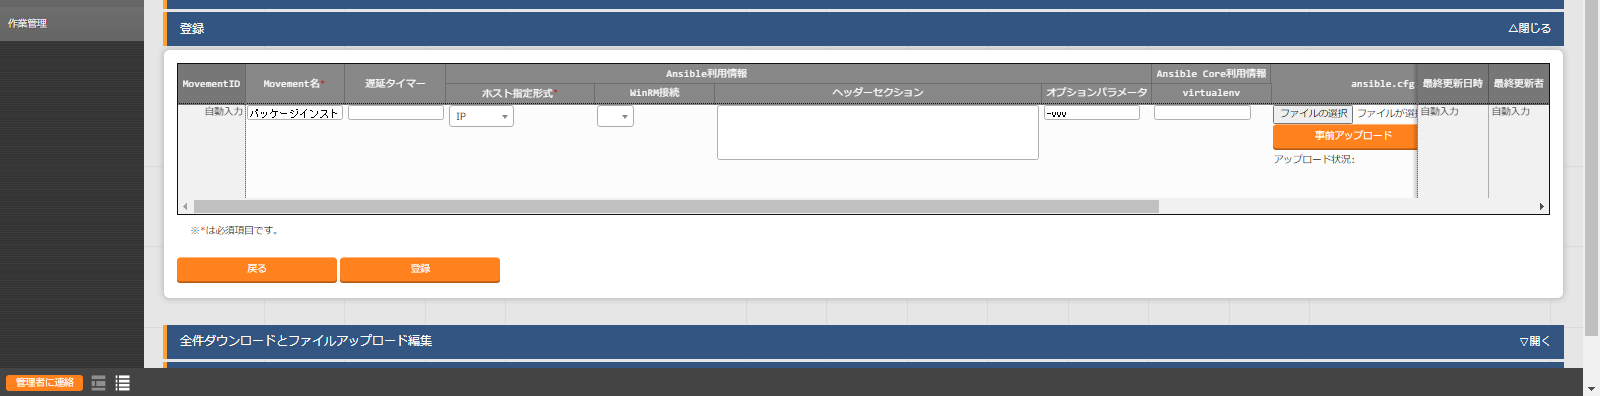 作業管理
登録 △閉じる
Ansible利用情報 Ansible Core利用情報
MovementID Movement名* 遅延タイマー ansible.cfg 最終更新日時 最終更新者
ホスト指定形式* WinRM接続 ヘッダーセクション オプションパラメータ virtualenv
自動入力 パッケージインスト IP -vvv ファイルの選択 ファイルが選 自動入力 自動入力
事前アップロード
アップロード状況:
※*は必須項目です。
戻る 登録
全件ダウンロードとファイルアップロード編集 ▽開く
管理者に連絡